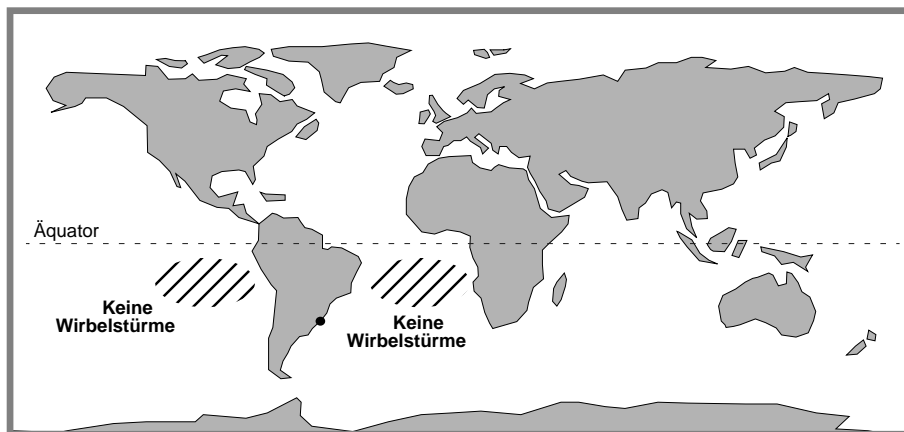 Äquator
Keine
Wirbelstürme
Keine
Wirbelstürme